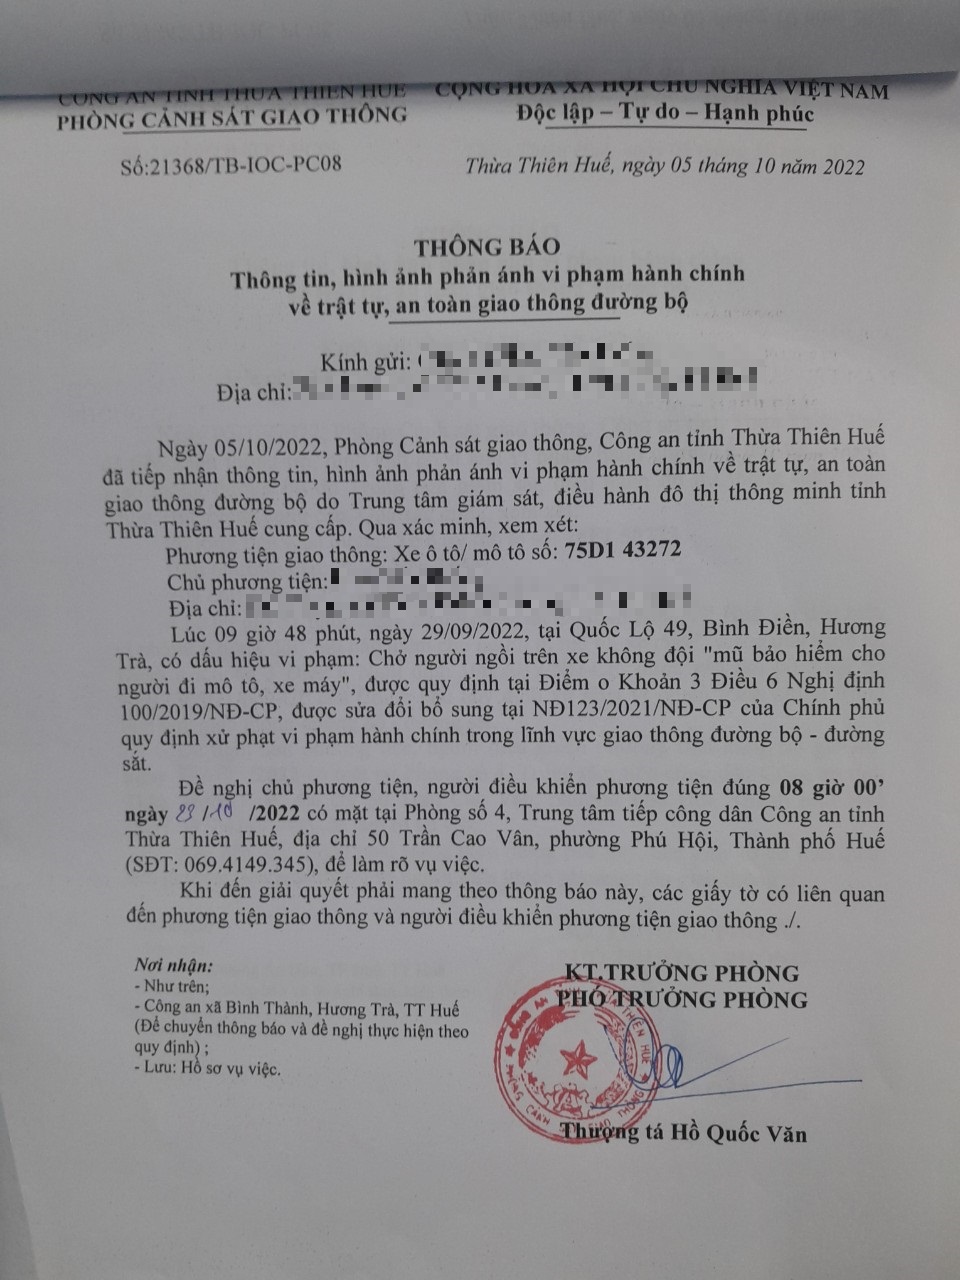 CÔNG AN TỈNH THỪA THIÊN HUẾ
PHÒNG CẢNH SÁT GIAO THÔNG
CỘNG HÒA XÃ HỘI CHỦ NGHĨA VIỆT NAM
Độc lập – Tự do – Hạnh phúc
Số:21368/TB-IOC-PC08
Thừa Thiên Huế, ngày 05 tháng 10 năm 2022
THÔNG BÁO
Thông tin, hình ảnh phản ánh vi phạm hành chính
về trật tự, an toàn giao thông đường bộ
Kính gửi:
Địa chỉ:
Ngày 05/10/2022, Phòng Cảnh sát giao thông, Công an tỉnh Thừa Thiên Huế
đã tiếp nhận thông tin, hình ảnh phản ánh vi phạm hành chính về trật tự, an toàn
giao thông đường bộ do Trung tâm giám sát, điều hành đô thị thông minh tỉnh
Thừa Thiên Huế cung cấp. Qua xác minh, xem xét:
Phương tiện giao thông: Xe ô tô/ mô tô số: 75D1 43272
Chủ phương tiện:
Địa chỉ:
Lúc 09 giờ 48 phút, ngày 29/09/2022, tại Quốc Lộ 49, Bình Điền, Hương
Trà, có dấu hiệu vi phạm: Chở người ngồi trên xe không đội "mũ bảo hiểm cho
người đi mô tô, xe máy", được quy định tại Điểm o Khoản 3 Điều 6 Nghị định
100/2019/NĐ-CP, được sửa đổi bổ sung tại NĐ123/2021/NĐ-CP của Chính phủ
quy định xử phạt vi phạm hành chính trong lĩnh vực giao thông đường bộ - đường
sắt.
Đề nghị chủ phương tiện, người điều khiển phương tiện đúng 08 giờ 00’
ngày /10 /2022 có mặt tại Phòng số 4, Trung tâm tiếp công dân Công an tỉnh
Thừa Thiên Huế, địa chỉ 50 Trần Cao Vân, phường Phú Hội, Thành phố Huế
(SĐT: 069.4149.345), để làm rõ vụ việc.
Khi đến giải quyết phải mang theo thông báo này, các giấy tờ có liên quan
đến phương tiện giao thông và người điều khiển phương tiện giao thông ./.
Nơi nhận:
- Như trên;
- Công an xã Bình Thành, Hương Trà, TT Huế
(Để chuyển thông báo và đề nghị thực hiện theo
quy định) ;
- Lưu: Hồ sơ vụ việc.
KT.TRƯỞNG PHÒNG
PHÓ TRƯỞNG PHÒNG
Thượng tá Hồ Quốc Văn